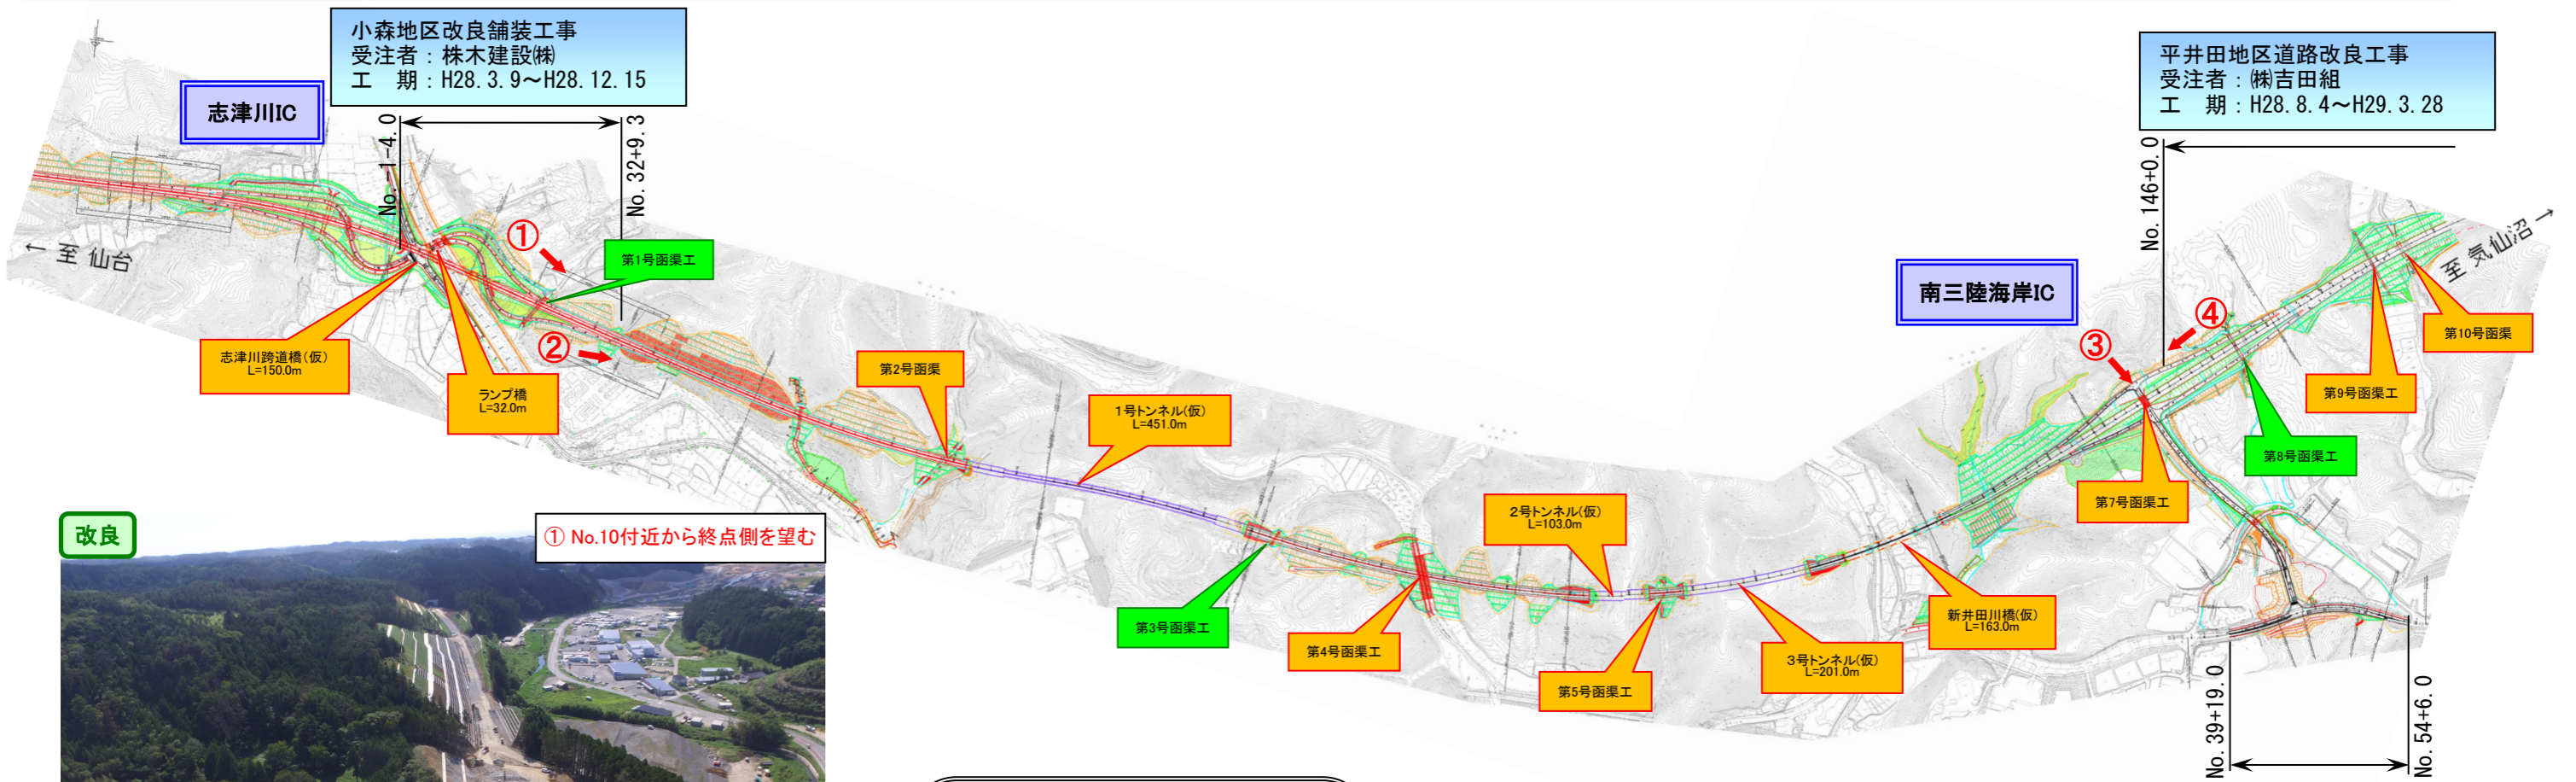 小森地区改良舗装工事
受注者：株木建設㈱
工　期：H28.3.9～H28.12.15
平井田地区道路改良工事
受注者：㈱吉田組
工　期：H28.8.4～H29.3.28
志津川IC
No.-1-4.0
No.32+9.3
No.146+0.0
← 至 仙台
至 気仙沼 →
①
②
③
④
第1号函渠工
志津川跨道橋(仮)
L=150.0m
ランプ橋
L=32.0m
第2号函渠
1号トンネル(仮)
L=451.0m
第3号函渠工
第4号函渠工
2号トンネル(仮)
L=103.0m
第5号函渠工
3号トンネル(仮)
L=201.0m
新井田川橋(仮)
L=163.0m
南三陸海岸IC
第7号函渠工
第8号函渠工
第9号函渠工
第10号函渠
No.39+19.0
No.54+6.0
改良
① No.10付近から終点側を望む